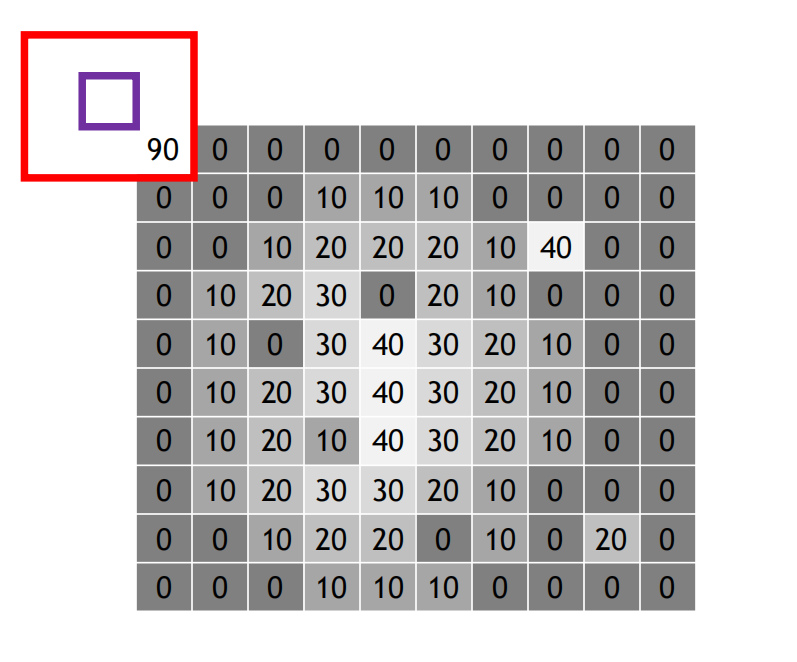 90 0 0 0 0 0 0 0 0 0
0 0 0 10 10 10 0 0 0 0
0 0 10 20 20 20 10 40 0 0
0 10 20 30 0 20 10 0 0 0
0 10 0 30 40 30 20 10 0 0
0 10 20 30 40 30 20 10 0 0
0 10 20 10 40 30 20 10 0 0
0 10 20 30 30 20 10 0 0 0
0 0 10 20 20 0 10 0 20 0
0 0 0 10 10 10 0 0 0 0